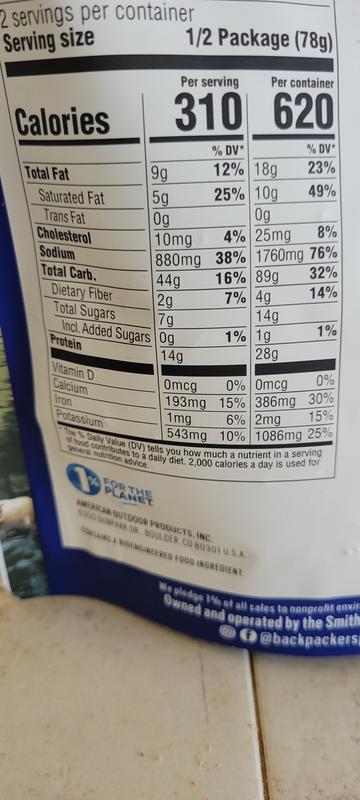 2 servings per container
Serving size 1/2 Package (78g)
Per serving Per container
Calories 310 620
% DV* % DV*
Total Fat 9g 12% 18g 23%
Saturated Fat 5g 25% 10g 49%
Trans Fat 0g 0g
Cholesterol 10mg 4% 25mg 8%
Sodium 880mg 38% 1760mg 76%
Total Carb. 44g 16% 89g 32%
Dietary Fiber 2g 7% 4g 14%
Total Sugars 7g 14g
Incl. Added Sugars 0g 1% 1g 1%
Protein 14g 28g
Vitamin D 0mcg 0% 0mcg 0%
Calcium 193mg 15% 386mg 30%
Iron 1mg 6% 2mg 15%
Potassium 543mg 10% 1086mg 25%
*The % Daily Value (DV) tells you how much a nutrient in a serving
of food contributes to a daily diet. 2,000 calories a day is used for
general nutrition advice.
1% FOR THE
PLANET
AMERICAN OUTDOOR PRODUCTS, INC.
6350 GUNPARK DR. BOULDER, CO 80301 U.S.A.
CONTAINS A BIOENGINEERED FOOD INGREDIENT.
We pledge 1% of all sales to nonprofit envir
Owned and operated by the Smith
@backpackersp